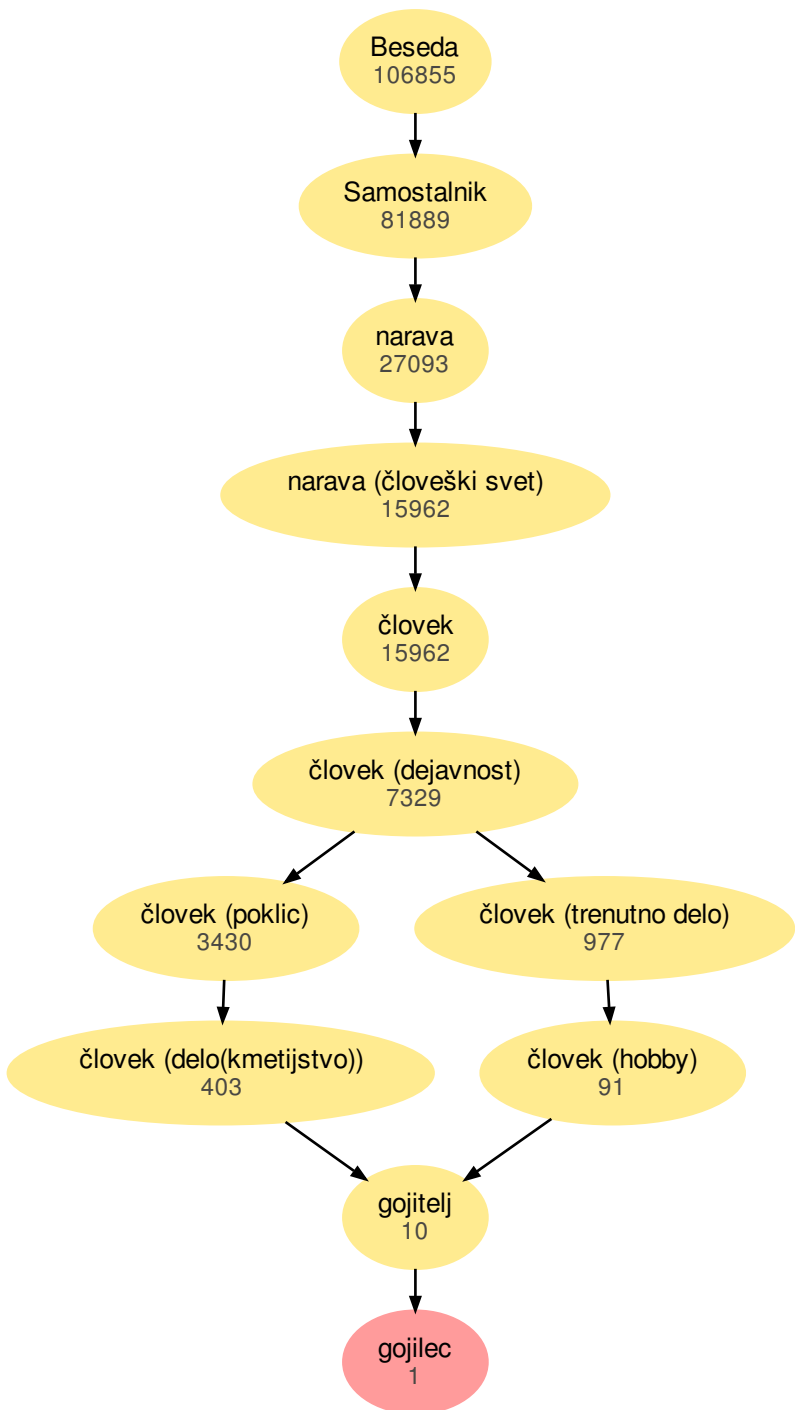 Beseda
106855
Samostalnik
81889
narava
27093
narava (človeški svet)
15962
človek
15962
človek (dejavnost)
7329
človek (poklic)
3430
človek (trenutno delo)
977
človek (delo(kmetijstvo))
403
človek (hobby)
91
gojitelj
10
gojilec
1